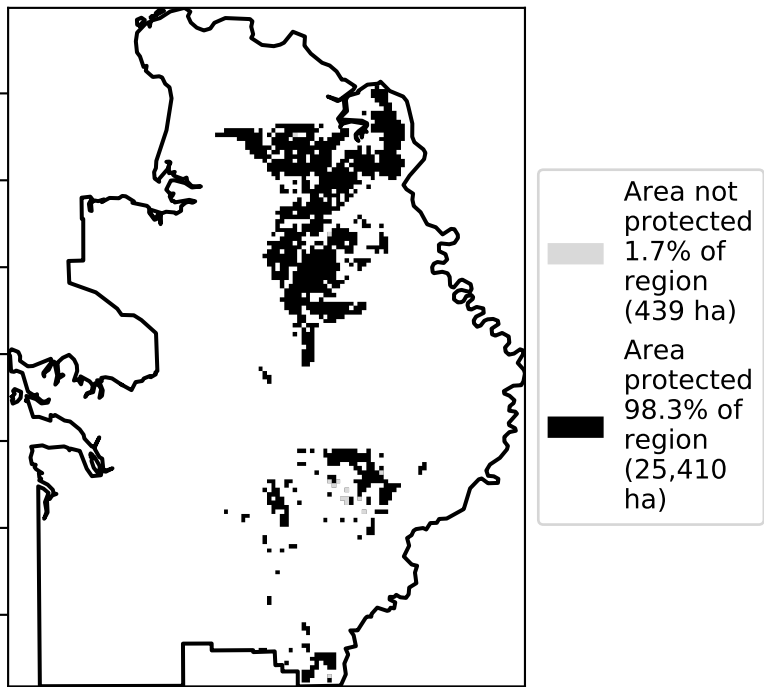 Area not
protected
1.7% of
region
(439 ha)
Area
protected
98.3% of
region
(25,410
ha)